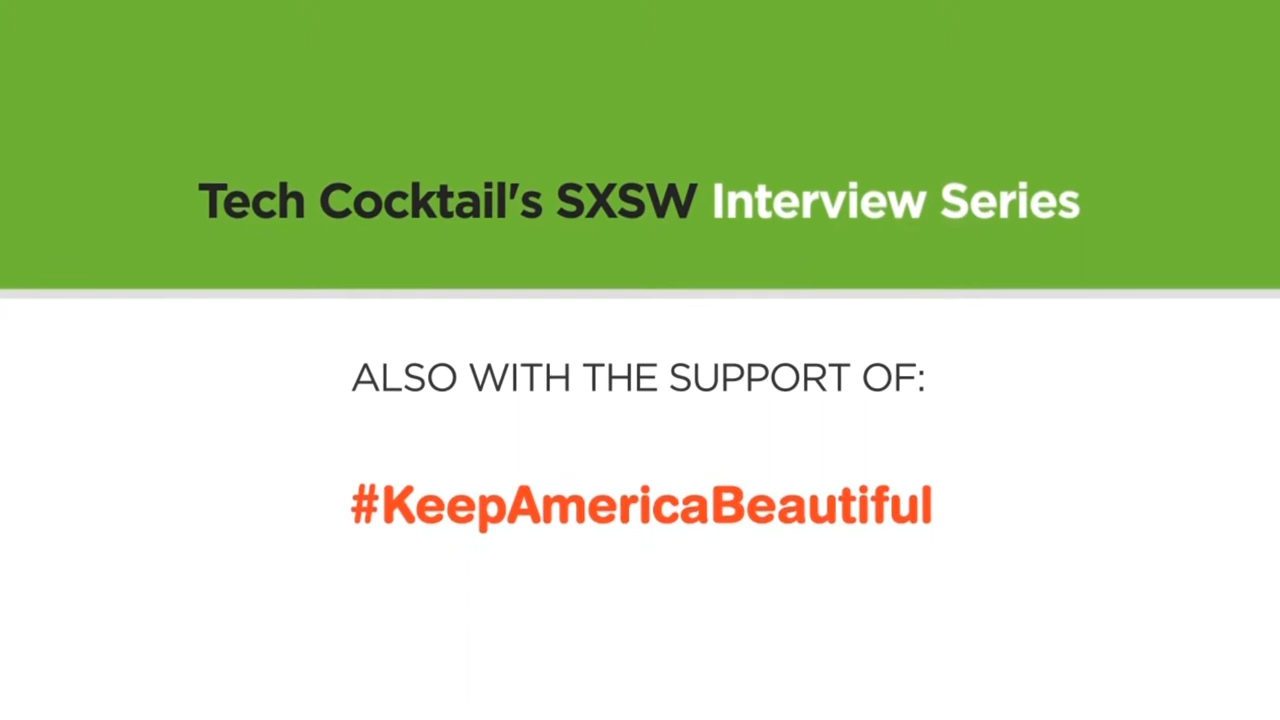 Tech Cocktail's SXSW Interview Series
ALSO WITH THE SUPPORT OF:
#KeepAmericaBeautiful